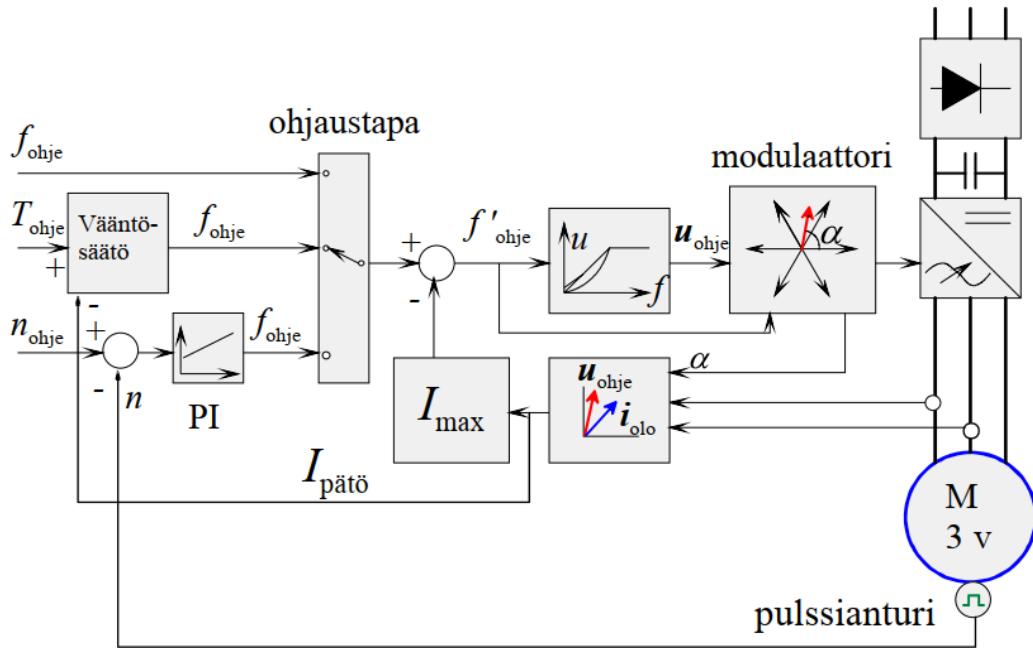 ohjaustapa
modulaattori
f_ohje
T_ohje
+
-
Vääntö-
säätö
f_ohje
n_ohje
+
-
n
PI
f_ohje
+
-
f'_ohje
u
f
u_ohje
α
α
I_max
u_ohje
i_olo
I_pätö
M
3 v
pulssianturi